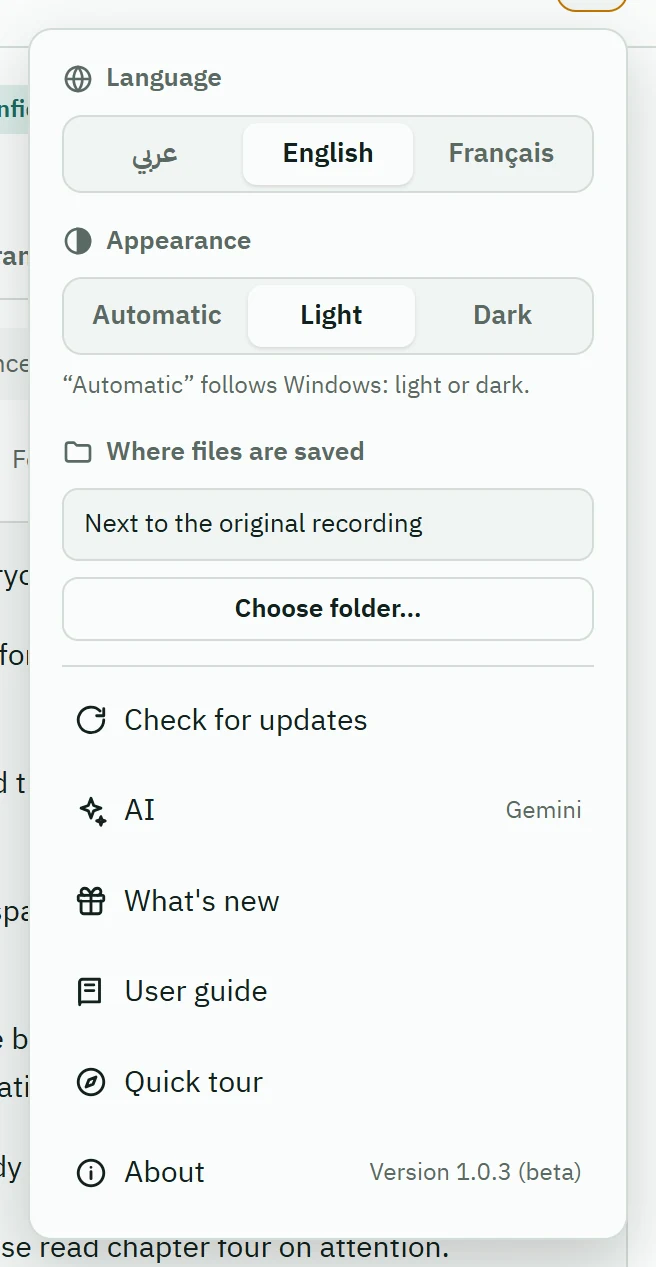 Language
عربي English Français
Appearance
Automatic Light Dark
“Automatic” follows Windows: light or dark.
Where files are saved
Next to the original recording
Choose folder...
Check for updates
AI Gemini
What's new
User guide
Quick tour
About Version 1.0.3 (beta)
se read chapter four on attention.